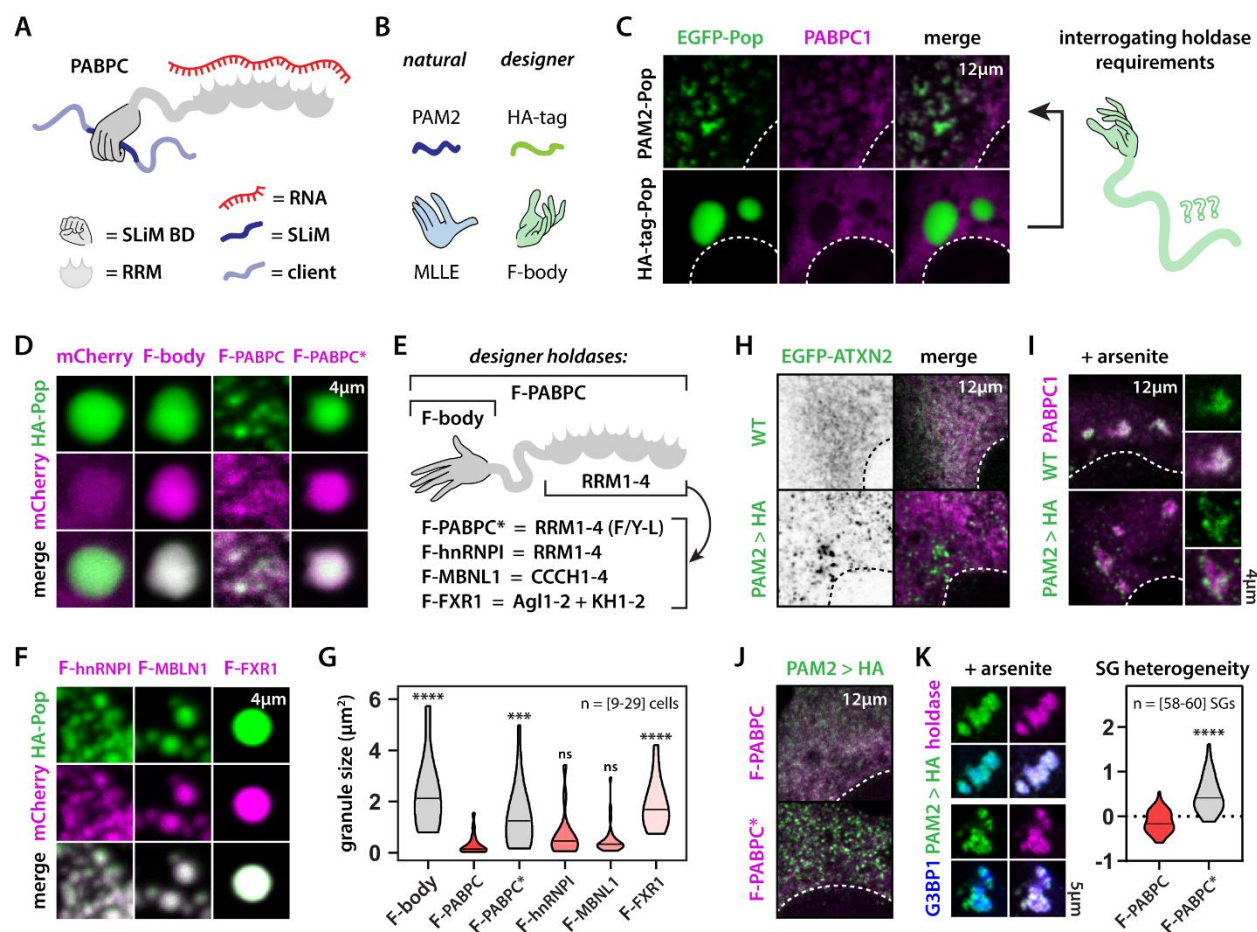 A
PABPC
= SLiM BD
= RRM
= RNA
= SLiM
= client
B
natural designer
PAM2 HA-tag
MLLE F-body
C
EGFP-Pop PABPC1 merge
12µm
PAM2-Pop
HA-tag-Pop
interrogating holdase
requirements
???
D
mCherry F-body F-PABPC F-PABPC*
4µm
HA-Pop
mCherry
merge
E
designer holdases:
F-PABPC
F-body
RRM1-4
F-PABPC* = RRM1-4 (F/Y-L)
F-hnRNPI = RRM1-4
F-MBNL1 = CCCH1-4
F-FXR1 = Agl1-2 + KH1-2
F
F-hnRNPI F-MBLN1 F-FXR1
4µm
HA-Pop
mCherry
merge
G
granule size (µm²)
6
4
2
0
n = [9-29] cells
**** *** ns ns ****
F-body
F-PABPC
F-PABPC*
F-hnRNPI
F-MBNL1
F-FXR1
H
EGFP-ATXN2 merge
12µm
WT
PAM2 > HA
I
+ arsenite
12µm
WT PABPC1
PAM2 > HA
4µm
J
PAM2 > HA
12µm
F-PABPC
F-PABPC*
K
+ arsenite
G3BP1 PAM2 > HA holdase
5µm
SG heterogeneity
n = [58-60] SGs
****
2
1
0
-1
F-PABPC
F-PABPC*